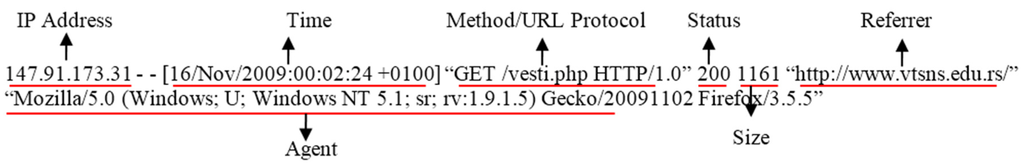 IP Address Time Method/URL Protocol Status Referrer
147.91.173.31 - - [16/Nov/2009:00:02:24 +0100] “GET /vesti.php HTTP/1.0” 200 1161 “http://www.vtsns.edu.rs/”
“Mozilla/5.0 (Windows; U; Windows NT 5.1; sr; rv:1.9.1.5) Gecko/20091102 Firefox/3.5.5”
Agent Size